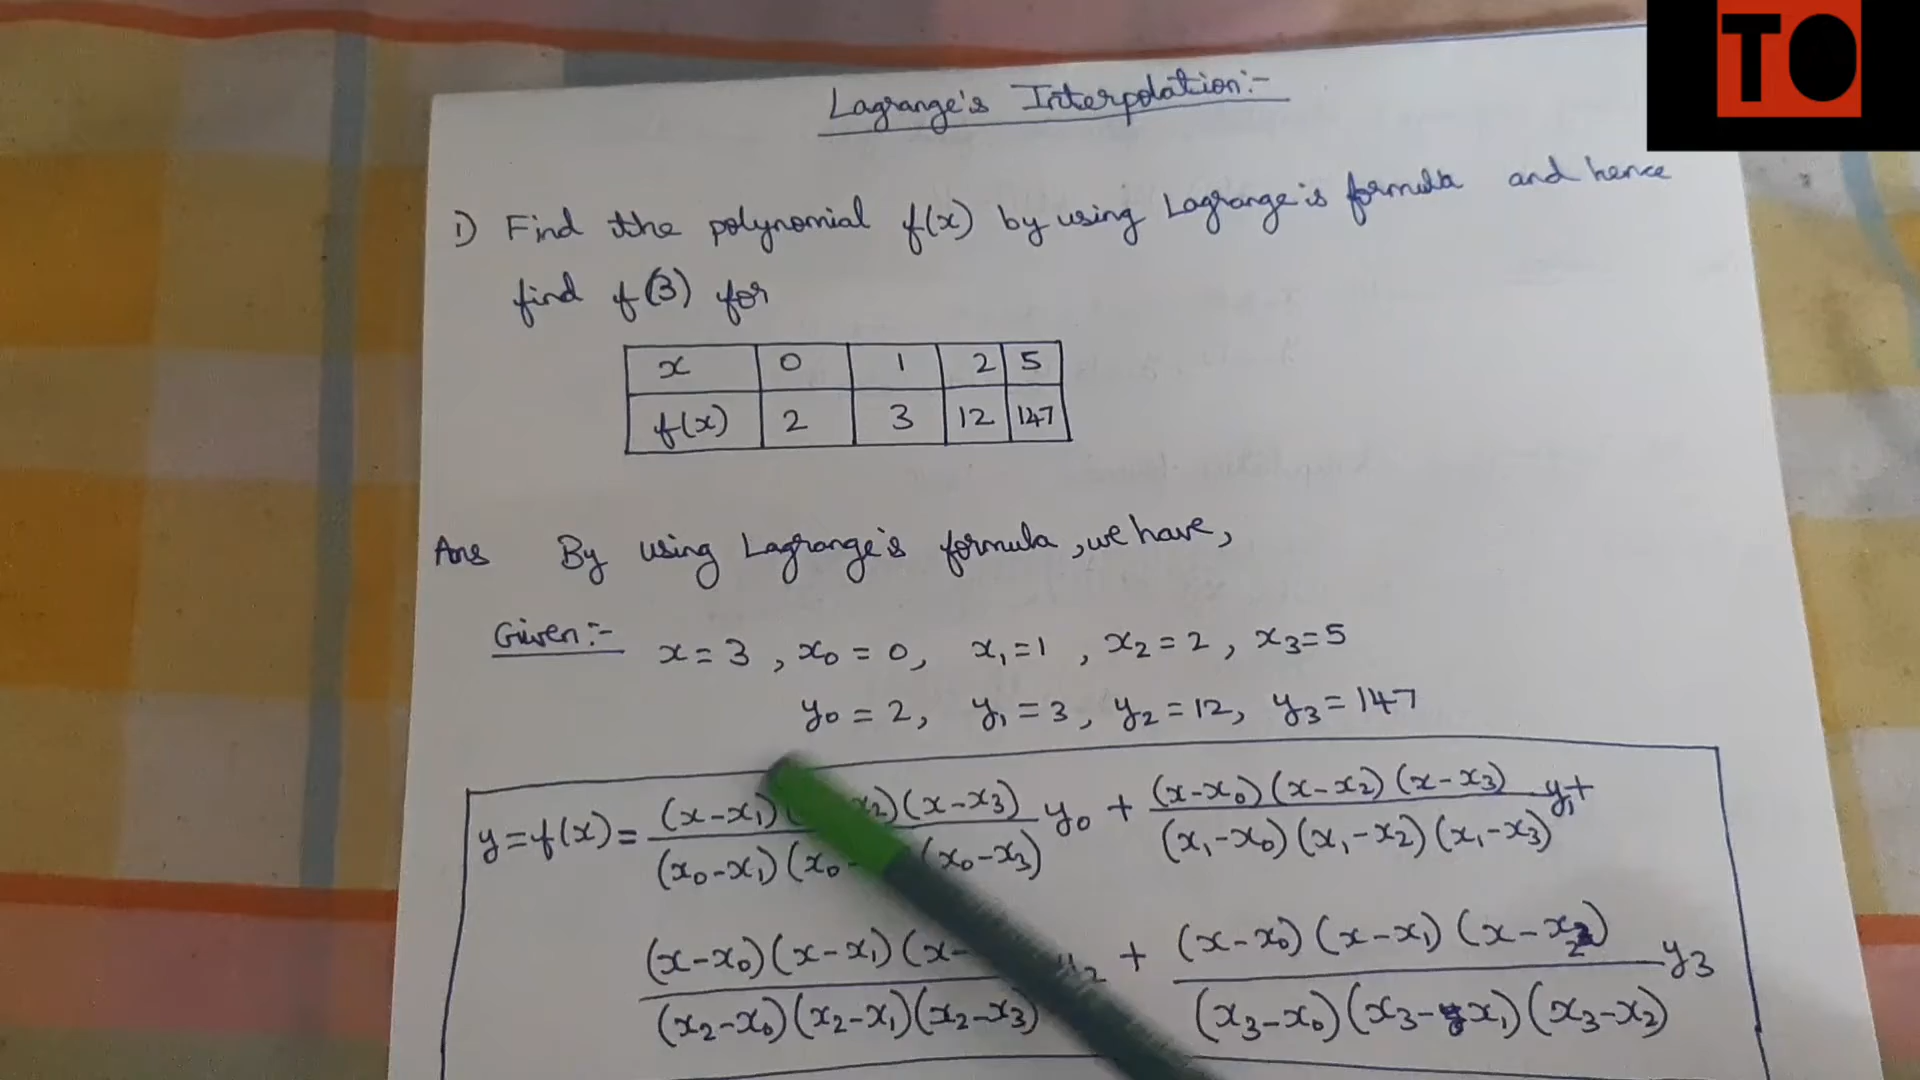 TO
Lagrange's Interpolation:-
1) Find the polynomial f(x) by using Lagrange's formula and hence
find f(3) for
x 0 1 2 5
f(x) 2 3 12 147
Ans By using Lagrange's formula, we have,
Given:- x = 3 , x₀ = 0, x₁ = 1 , x₂ = 2 , x₃ = 5
y₀ = 2, y₁ = 3, y₂ = 12, y₃ = 147
(x-x₁)( x₂)(x-x₃) (x-x₀)(x-x₂)(x-x₃)
y = f(x) = y₀ + y₁+
(x₀-x₁)(x₀- (x₀-x₃) (x₁-x₀)(x₁-x₂)(x₁-x₃)
(x-x₀)(x-x₁)(x- (x-x₀)(x-x₁)(x-x₂)
y₂ + y₃
(x₂-x₀)(x₂-x₁)(x₂-x₃) (x₃-x₀)(x₃-x₁)(x₃-x₂)